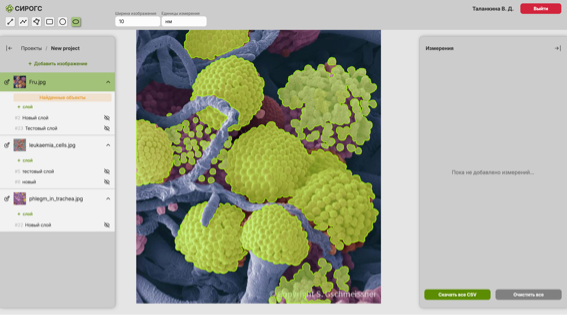 СИРОГС
Ширина изображения
Единицы измерения
10
нм
Таланкина В. Д.
Выйти
Проекты / New project
+ Добавить изображение
Fru.jpg
Найденные объекты
+ слой
Новый слой
Тестовый слой
leukaemia_cells.jpg
+ слой
тестовый слой
новый
phlegm_in_trachea.jpg
+ слой
Новый слой
Измерения
Пока не добавлено измерений...
Скачать все CSV
Очистить все
S. Gschmeissner